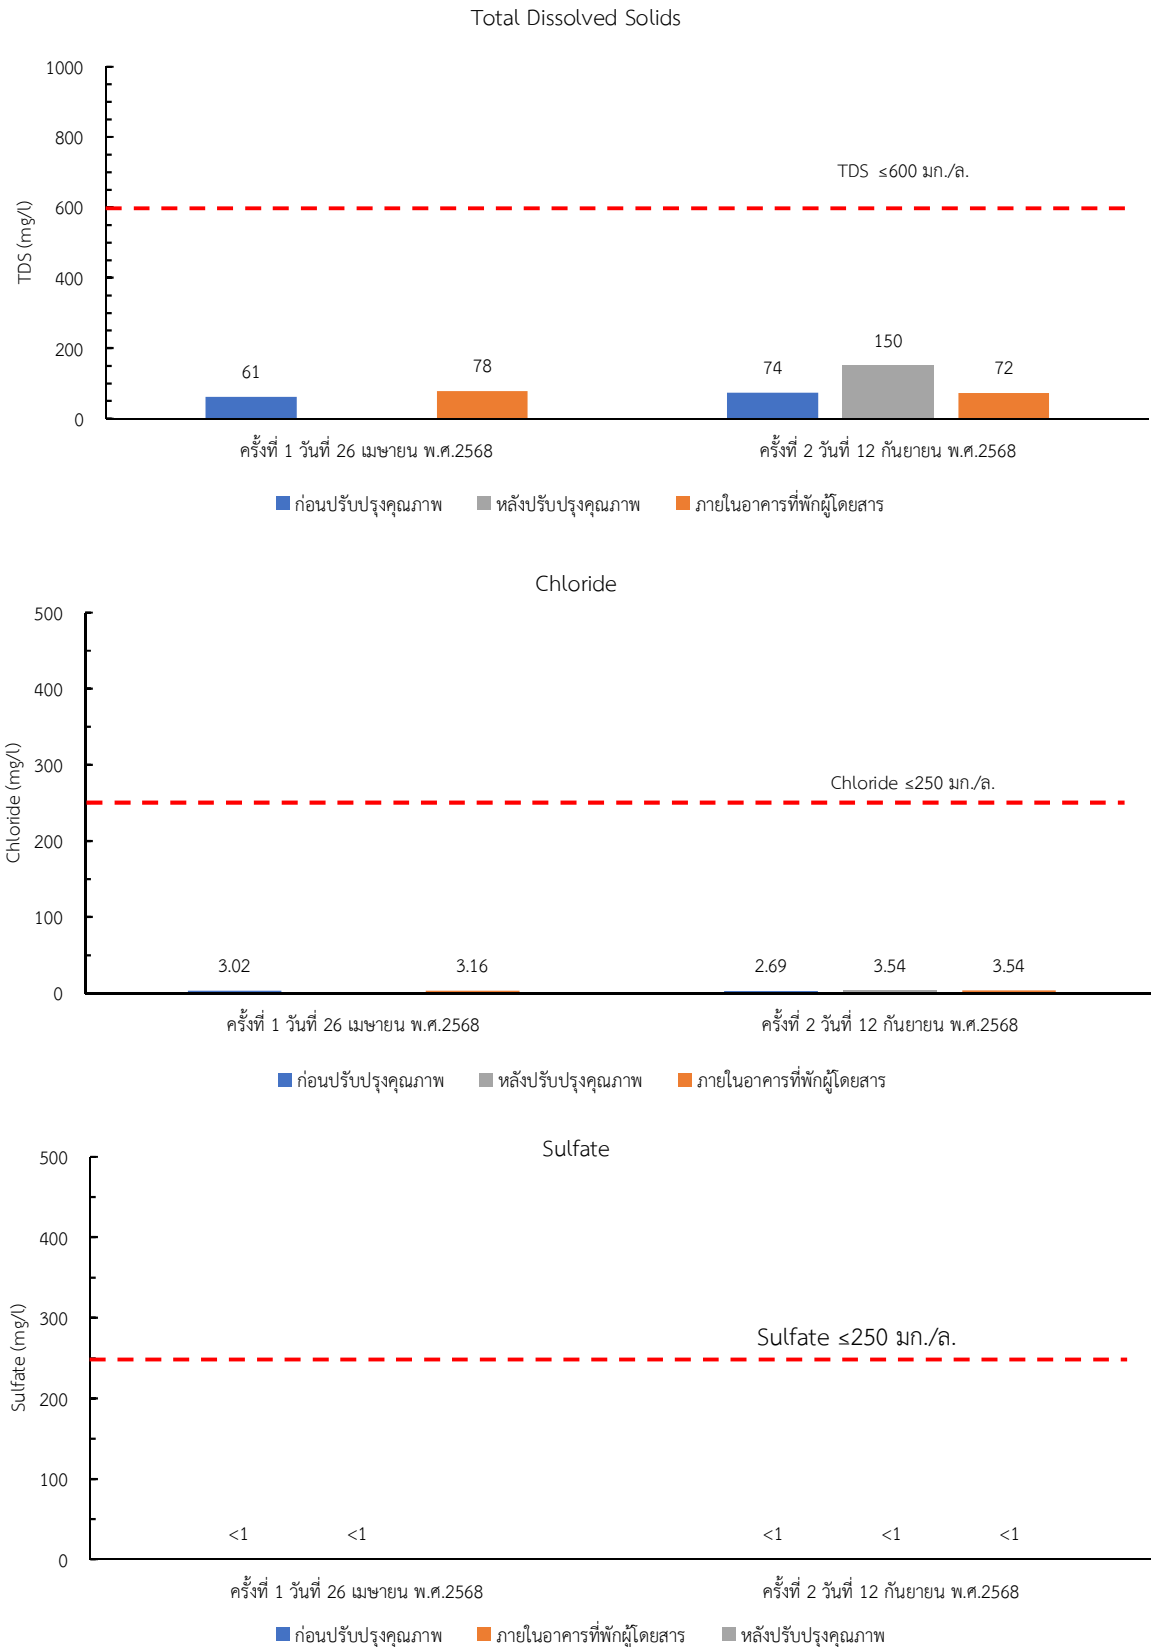 Total Dissolved Solids
1000
800
600
400
200
0
TDS (mg/l)
TDS ≤600 มก./ล.
61
78
74
150
72
ครั้งที่ 1 วันที่ 26 เมษายน พ.ศ.2568
ครั้งที่ 2 วันที่ 12 กันยายน พ.ศ.2568
ก่อนปรับปรุงคุณภาพ
หลังปรับปรุงคุณภาพ
ภายในอาคารที่พักผู้โดยสาร
Chloride
500
400
300
200
100
0
Chloride (mg/l)
Chloride ≤250 มก./ล.
3.02
3.16
2.69
3.54
3.54
ครั้งที่ 1 วันที่ 26 เมษายน พ.ศ.2568
ครั้งที่ 2 วันที่ 12 กันยายน พ.ศ.2568
ก่อนปรับปรุงคุณภาพ
หลังปรับปรุงคุณภาพ
ภายในอาคารที่พักผู้โดยสาร
Sulfate
500
400
300
200
100
0
Sulfate (mg/l)
Sulfate ≤250 มก./ล.
<1
<1
<1
<1
<1
ครั้งที่ 1 วันที่ 26 เมษายน พ.ศ.2568
ครั้งที่ 2 วันที่ 12 กันยายน พ.ศ.2568
ก่อนปรับปรุงคุณภาพ
ภายในอาคารที่พักผู้โดยสาร
หลังปรับปรุงคุณภาพ